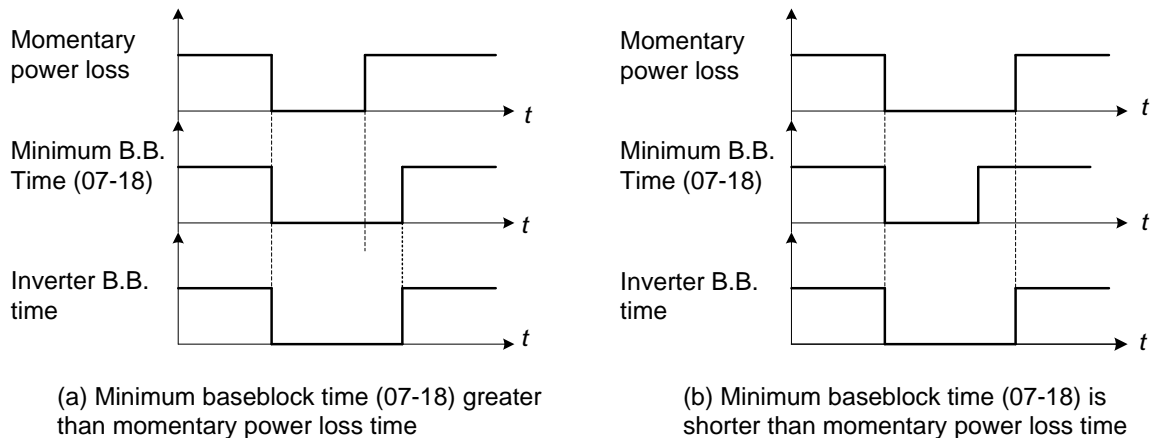 Momentary
power loss
t
Minimum B.B.
Time (07-18)
t
Inverter B.B.
time
t
(a) Minimum baseblock time (07-18) greater
than momentary power loss time
Momentary
power loss
t
Minimum B.B.
Time (07-18)
t
Inverter B.B.
time
t
(b) Minimum baseblock time (07-18) is
shorter than momentary power loss time